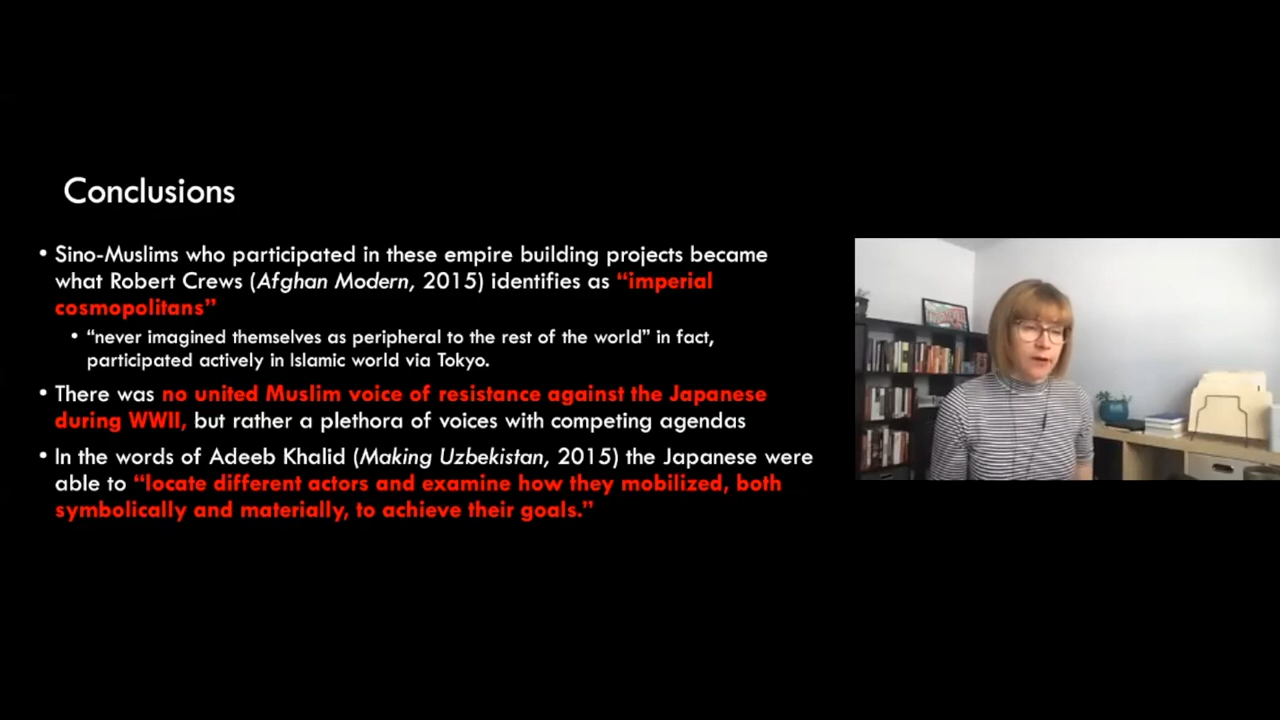 Conclusions
• Sino-Muslims who participated in these empire building projects became
what Robert Crews (Afghan Modern, 2015) identifies as “imperial
cosmopolitans”
• “never imagined themselves as peripheral to the rest of the world” in fact,
participated actively in Islamic world via Tokyo.
• There was no united Muslim voice of resistance against the Japanese
during WWII, but rather a plethora of voices with competing agendas
• In the words of Adeeb Khalid (Making Uzbekistan, 2015) the Japanese were
able to “locate different actors and examine how they mobilized, both
symbolically and materially, to achieve their goals.”